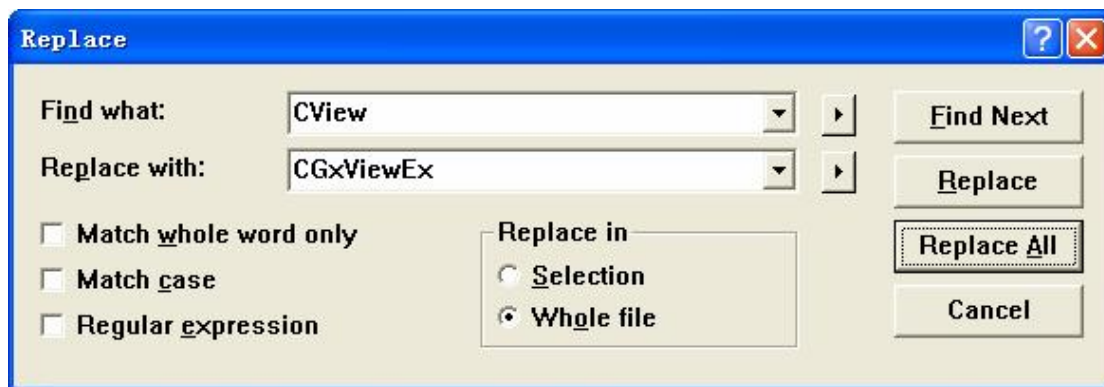 Replace
Find what: CView Find Next
Replace with: CGxViewEx Replace
Match whole word only Replace in Replace All
Match case Selection
Regular expression Whole file Cancel